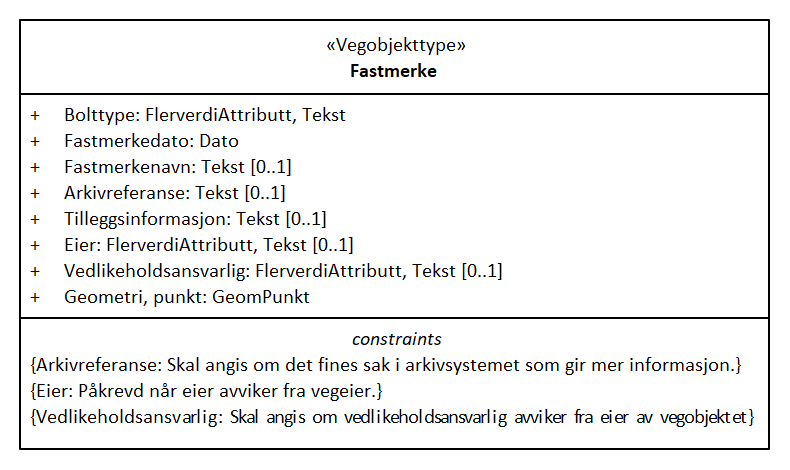 «Vegobjekttype»
Fastmerke
+ Bolttype: FlerverdiAttributt, Tekst
+ Fastmerkedato: Dato
+ Fastmerkenavn: Tekst [0..1]
+ Arkivreferanse: Tekst [0..1]
+ Tilleggsinformasjon: Tekst [0..1]
+ Eier: FlerverdiAttributt, Tekst [0..1]
+ Vedlikeholdsansvarlig: FlerverdiAttributt, Tekst [0..1]
+ Geometri, punkt: GeomPunkt
constraints
{Arkivreferanse: Skal angis om det fines sak i arkivsystemet som gir mer informasjon.}
{Eier: Påkrevd når eier avviker fra vegeier.}
{Vedlikeholdsansvarlig: Skal angis om vedlikeholdsansvarlig avviker fra eier av vegobjektet}